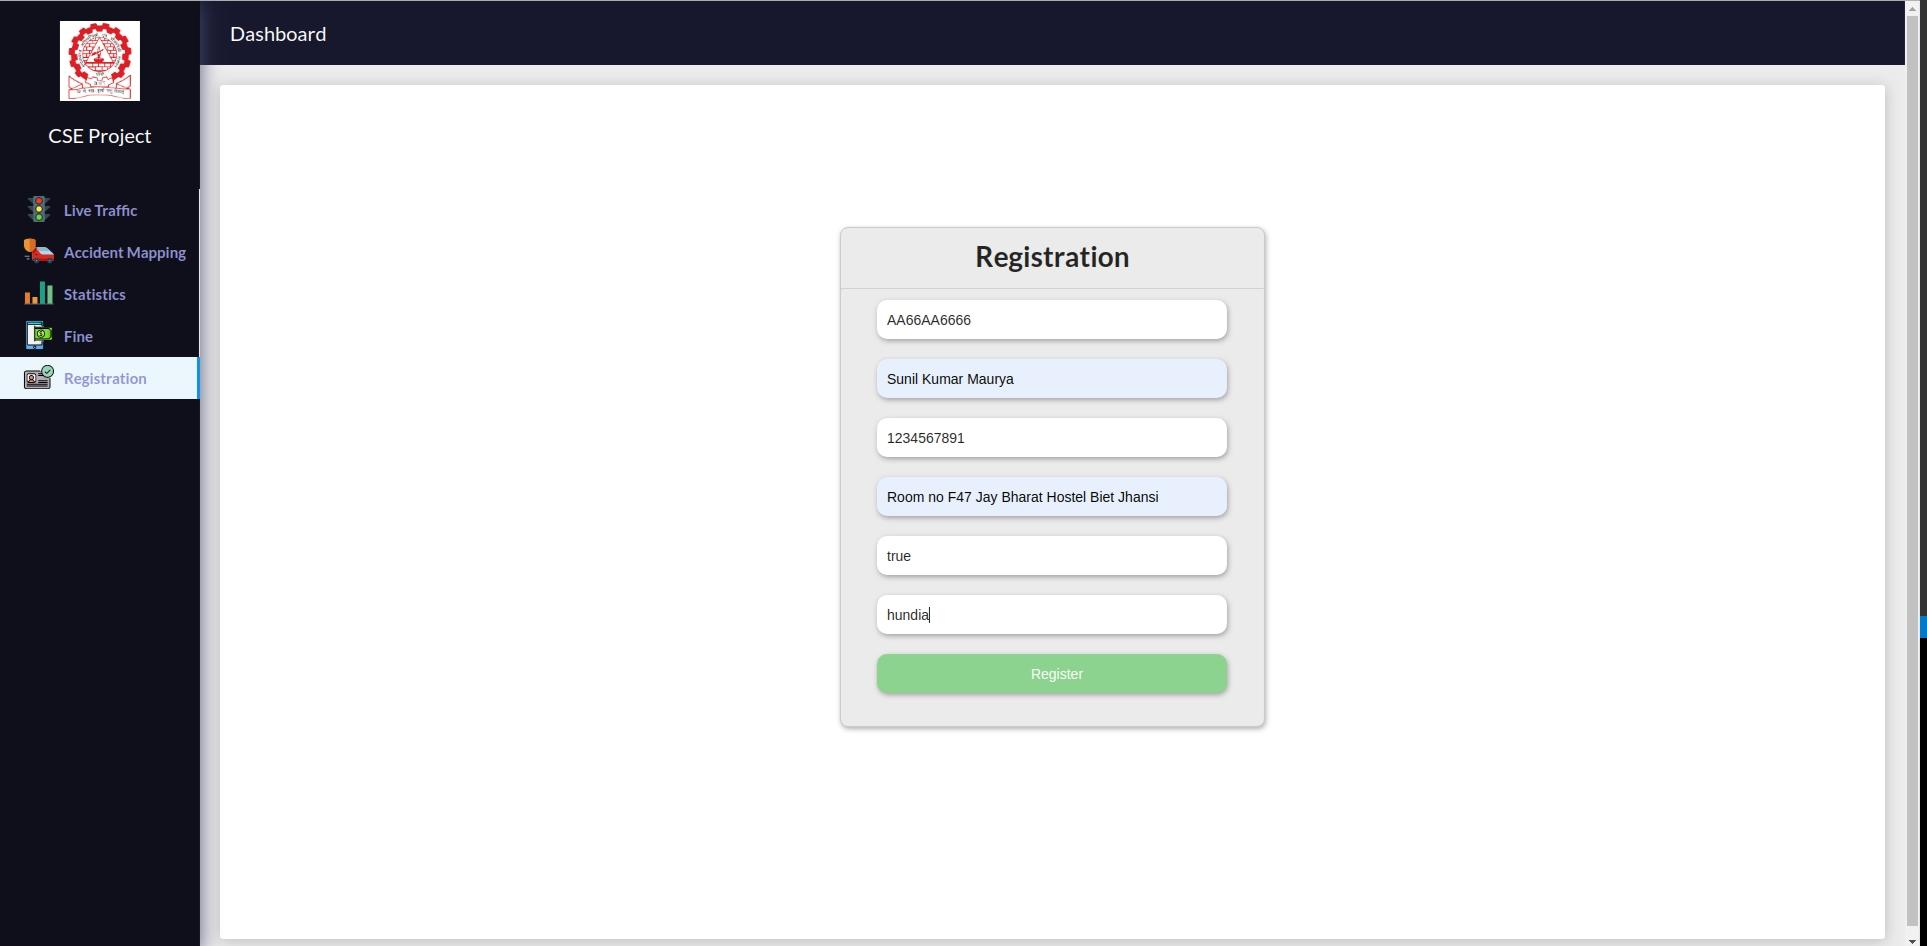 Dashboard
CSE Project
Live Traffic
Accident Mapping
Statistics
Fine
Registration
Registration
AA66AA6666
Sunil Kumar Maurya
1234567891
Room no F47 Jay Bharat Hostel Biet Jhansi
true
hundia
Register